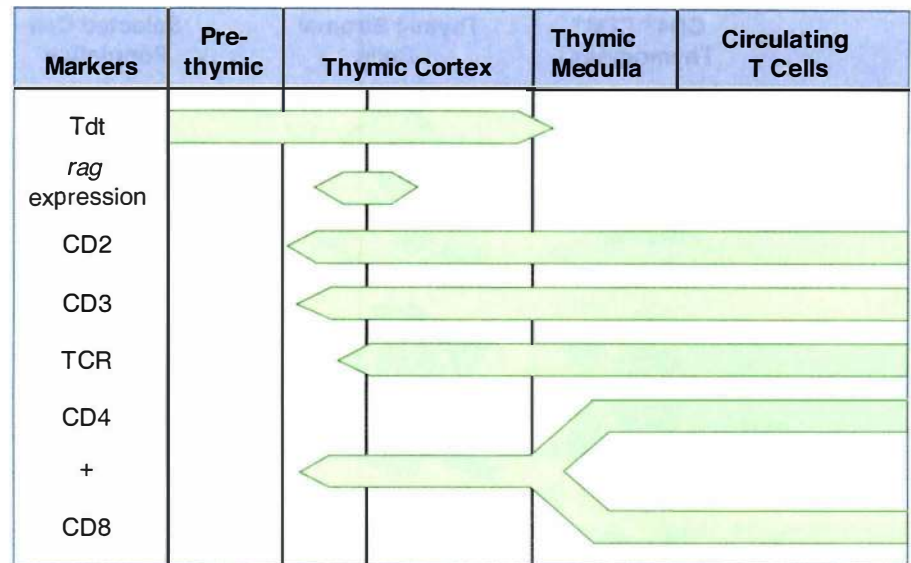 Markers
Pre-
thymic
Thymic Cortex
Thymic
Medulla
Circulating
T Cells
Tdt
rag
expression
CD2
CD3
TCR
CD4
+
CD8